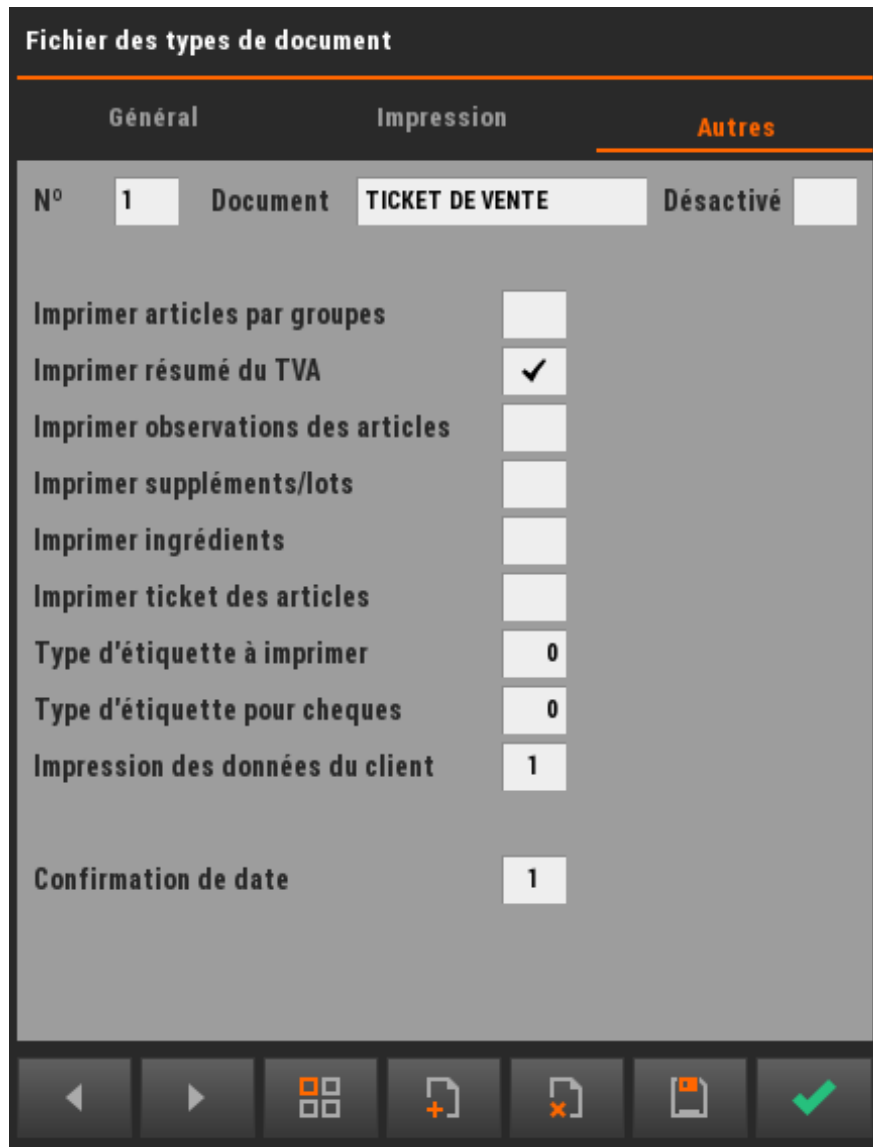 Fichier des types de document
Général Impression Autres
Nº 1 Document TICKET DE VENTE Désactivé
Imprimer articles par groupes
Imprimer résumé du TVA ✓
Imprimer observations des articles
Imprimer suppléments/lots
Imprimer ingrédients
Imprimer ticket des articles
Type d'étiquette à imprimer 0
Type d'étiquette pour cheques 0
Impression des données du client 1
Confirmation de date 1